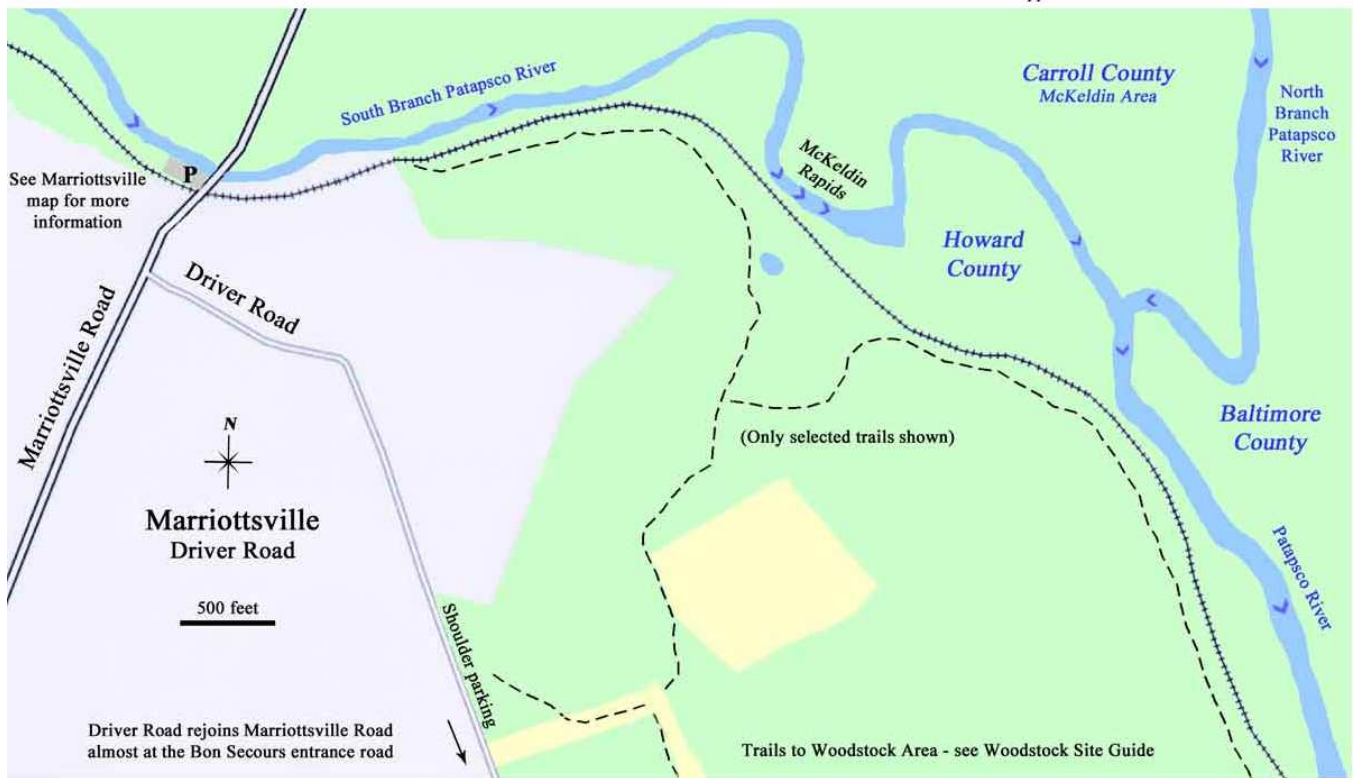 South Branch Patapsco River
Carroll County
McKeldin Area
North
Branch
Patapsco
River
P
See Marriottsville
map for more
information
McKeldin
Rapids
Howard
County
Driver Road
Marriottsville Road
Baltimore
County
(Only selected trails shown)
N
Marriottsville
Driver Road
500 feet
Patapsco River
Shoulder parking
Driver Road rejoins Marriottsville Road
almost at the Bon Secours entrance road
Trails to Woodstock Area - see Woodstock Site Guide